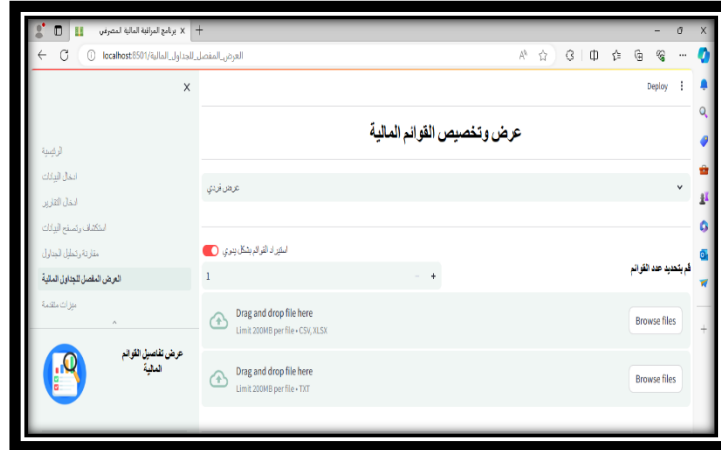 برنامج المراقبة المالية المصرفي
localhost:8501/العرض_المفصل_للجداول_المالية
Deploy
عرض وتخصيص القوائم المالية
الرئيسية
ادخال البيانات
ادخال التقارير
استكشاف وتصفح البيانات
مقارنة وتحليل الجداول
العرض المفصل للجداول المالية
ميزات متقدمة
عرض تفاصيل القوائم
المالية
عرض فردي
استيراد القوائم بشكل يدوي
قم بتحديد عدد القوائم
1
Drag and drop file here
Limit 200MB per file • CSV, XLSX
Browse files
Drag and drop file here
Limit 200MB per file • TXT
Browse files